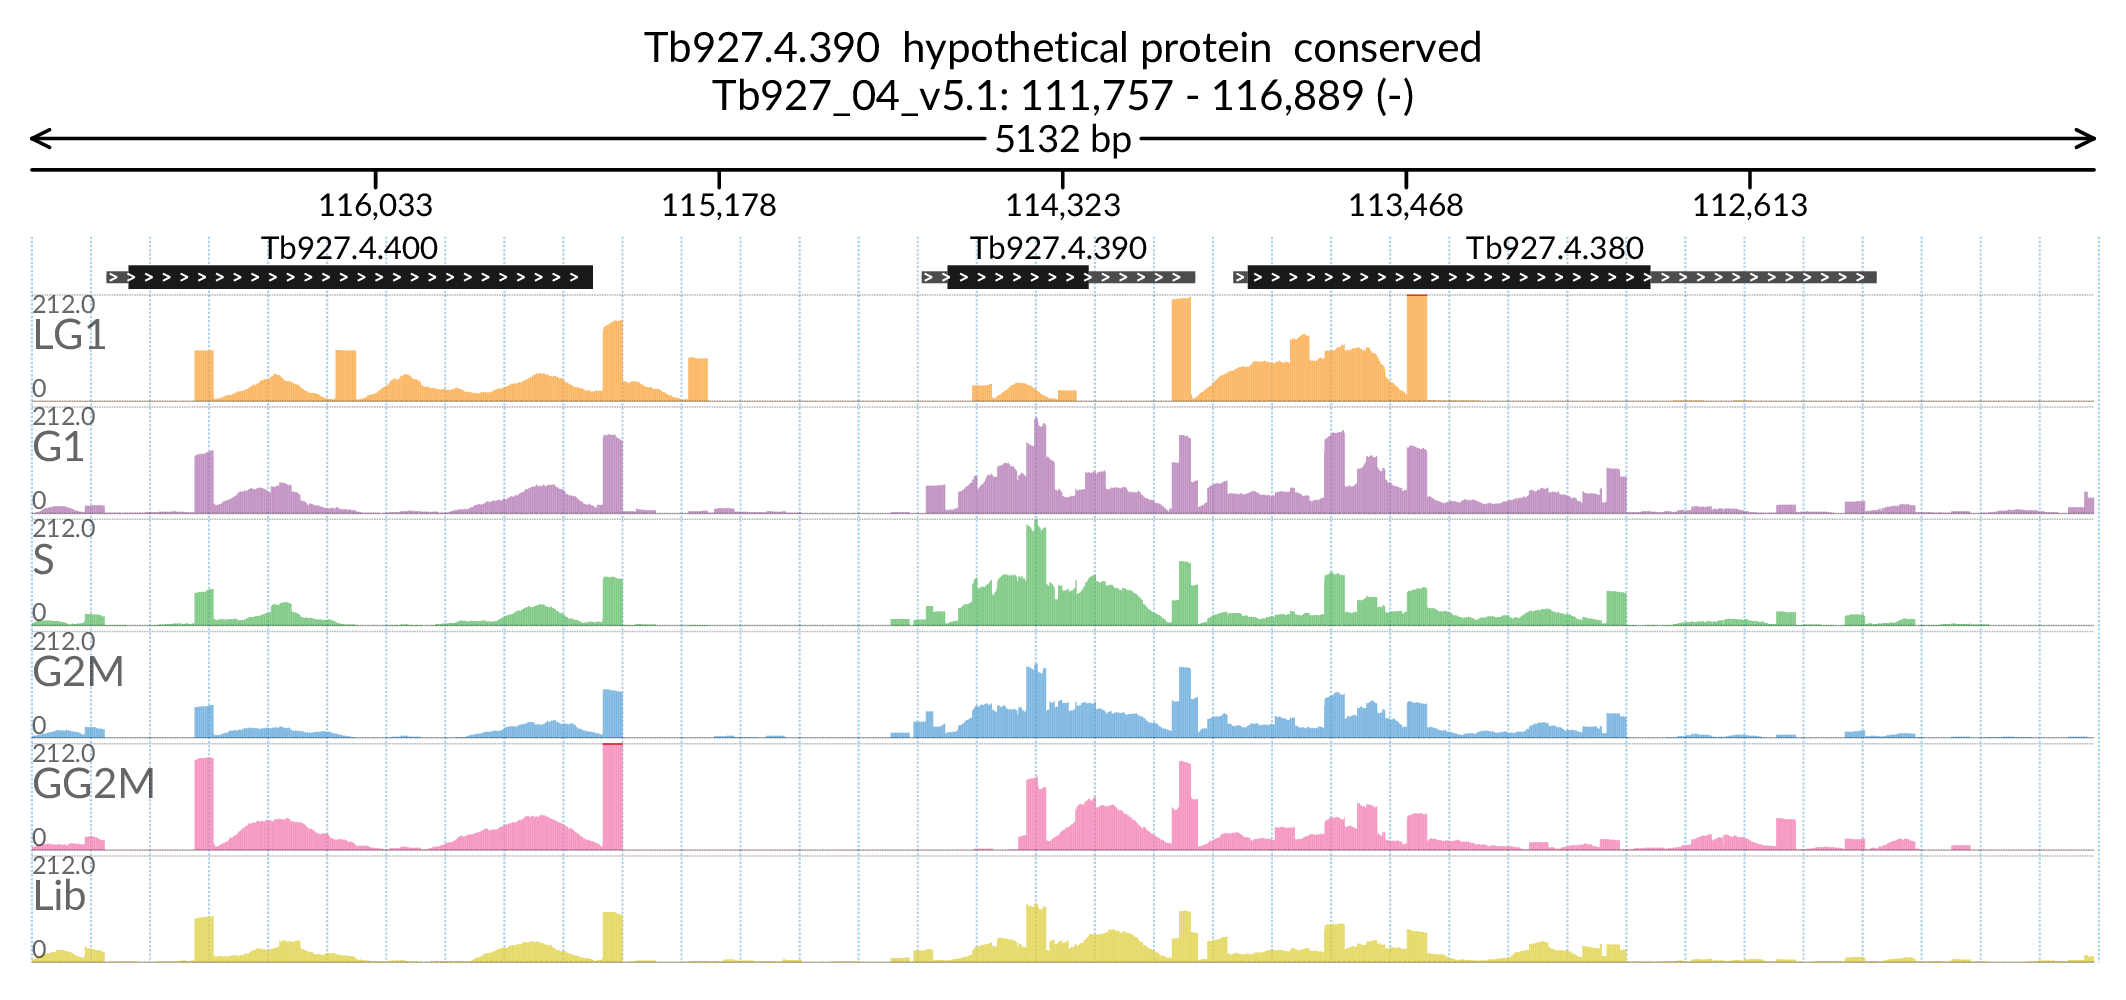 Tb927.4.390  hypothetical protein  conserved
Tb927_04_v5.1: 111,757 - 116,889 (-)
5132 bp
116,033 115,178 114,323 113,468 112,613
Tb927.4.400 Tb927.4.390 Tb927.4.380
212.0
LG1
0
212.0
G1
0
212.0
S
0
212.0
G2M
0
212.0
GG2M
0
212.0
Lib
0